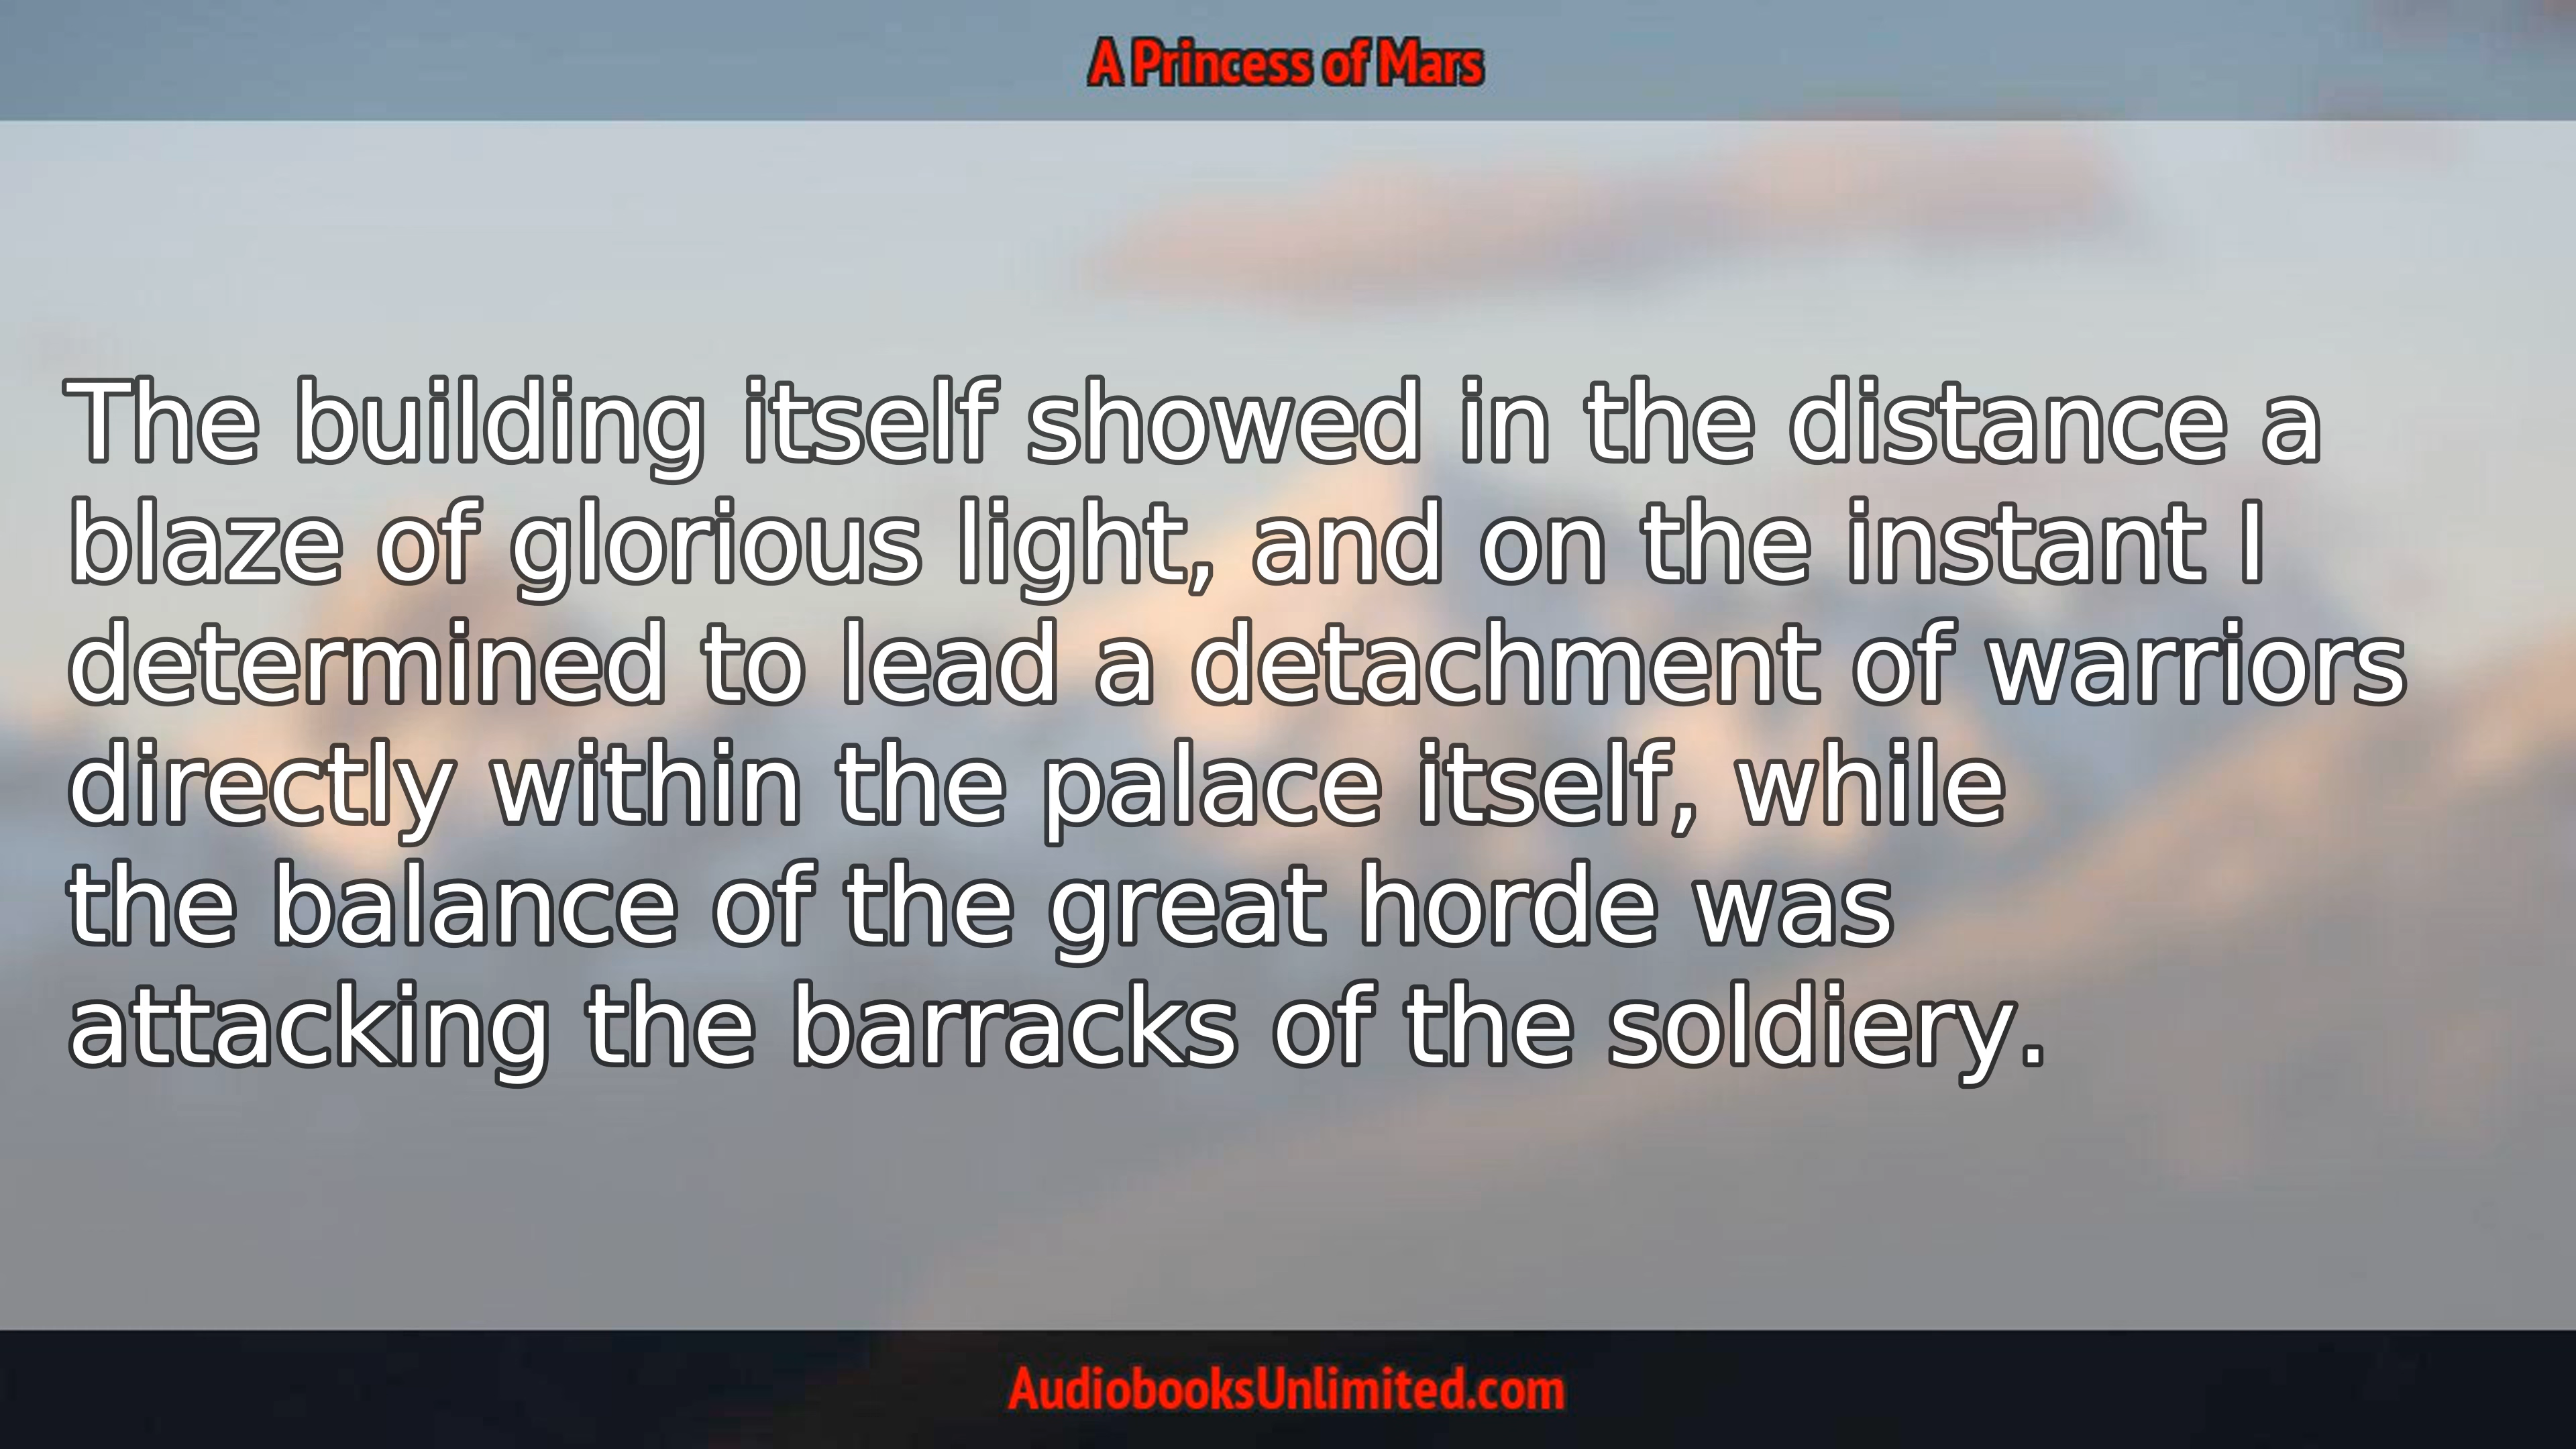 A Princess of Mars
The building itself showed in the distance a
blaze of glorious light, and on the instant I
determined to lead a detachment of warriors
directly within the palace itself, while
the balance of the great horde was
attacking the barracks of the soldiery.
AudiobooksUnlimited.com